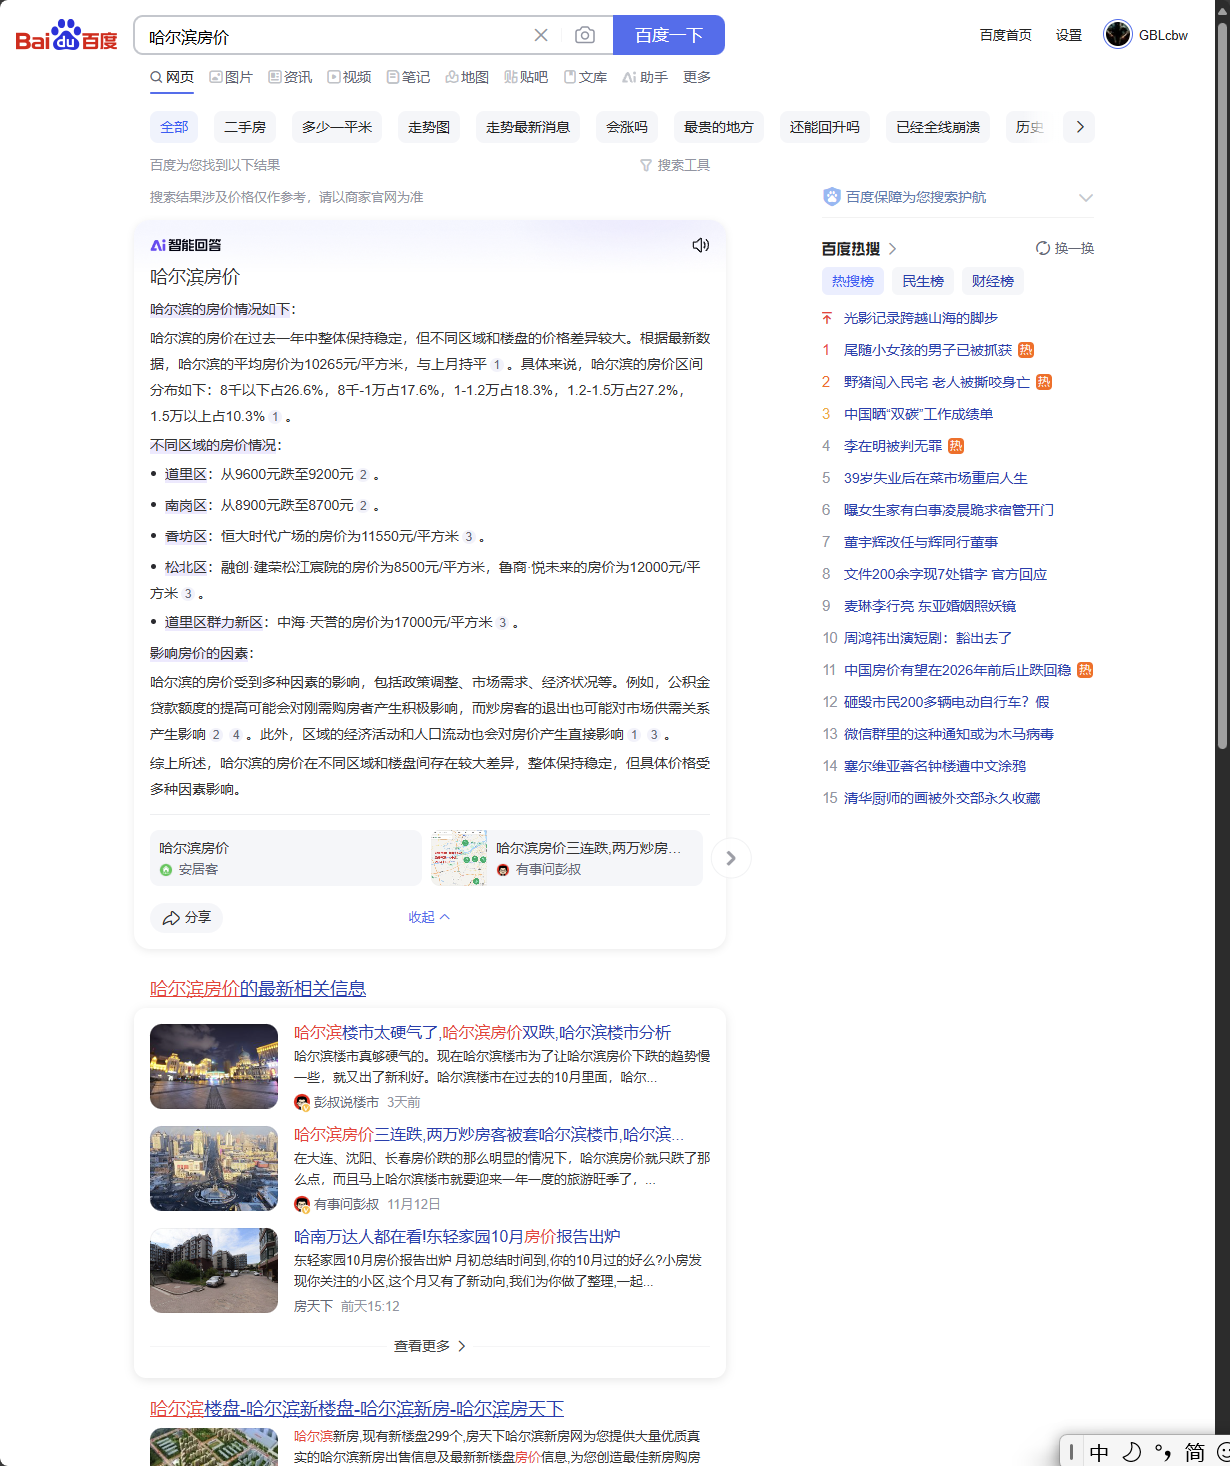 Bai du 百度
哈尔滨房价
百度一下
百度首页 设置 GBLcbw
网页 图片 资讯 视频 笔记 地图 贴吧 文库 Ai助手 更多
全部 二手房 多少一平米 走势图 走势最新消息 会涨吗 最贵的地方 还能回升吗 已经全线崩溃 历史
百度为您找到以下结果
搜索工具
搜索结果涉及价格仅作参考，请以商家官网为准
Ai智能回答
哈尔滨房价
哈尔滨的房价情况如下：
哈尔滨的房价在过去一年中整体保持稳定，但不同区域和楼盘的价格差异较大。根据最新数
据，哈尔滨的平均房价为10265元/平方米，与上月持平 1 。具体来说，哈尔滨的房价区间
分布如下：8千以下占26.6%，8千-1万占17.6%，1-1.2万占18.3%，1.2-1.5万占27.2%，
1.5万以上占10.3% 1 。
不同区域的房价情况：
• 道里区：从9600元跌至9200元 2 。
• 南岗区：从8900元跌至8700元 2 。
• 香坊区：恒大时代广场的房价为11550元/平方米 3 。
• 松北区：融创·建荣松江宸院的房价为8500元/平方米，鲁商·悦未来的房价为12000元/平
方米 3 。
• 道里区群力新区：中海·天誉的房价为17000元/平方米 3 。
影响房价的因素：
哈尔滨的房价受到多种因素的影响，包括政策调整、市场需求、经济状况等。例如，公积金
贷款额度的提高可能会对刚需购房者产生积极影响，而炒房客的退出也可能对市场供需关系
产生影响 2 4 。此外，区域的经济活动和人口流动也会对房价产生直接影响 1 3 。
综上所述，哈尔滨的房价在不同区域和楼盘间存在较大差异，整体保持稳定，但具体价格受
多种因素影响。
哈尔滨房价
安居客
哈尔滨房价三连跌,两万炒房...
有事问彭叔
分享
收起
哈尔滨房价的最新相关信息
哈尔滨楼市太硬气了,哈尔滨房价双跌,哈尔滨楼市分析
哈尔滨楼市真够硬气的。现在哈尔滨楼市为了让哈尔滨房价下跌的趋势慢
一些，就又出了新利好。哈尔滨楼市在过去的10月里面，哈尔...
彭叔说楼市 3天前
哈尔滨房价三连跌,两万炒房客被套哈尔滨楼市,哈尔滨...
在大连、沈阳、长春房价跌的那么明显的情况下，哈尔滨房价就只跌了那
么点，而且马上哈尔滨楼市就要迎来一年一度的旅游旺季了，...
有事问彭叔 11月12日
哈南万达人都在看!东轻家园10月房价报告出炉
东轻家园10月房价报告出炉 月初总结时间到,你的10月过的好么?小房发
现你关注的小区,这个月又有了新动向,我们为你做了整理,一起...
房天下 前天15:12
查看更多
哈尔滨楼盘-哈尔滨新楼盘-哈尔滨新房-哈尔滨房天下
哈尔滨新房,现有新楼盘299个,房天下哈尔滨新房网为您提供大量优质真
实的哈尔滨新房出售信息及最新新楼盘房价信息,为您创造最佳新房购房
百度保障为您搜索护航
百度热搜
换一换
热搜榜 民生榜 财经榜
光影记录跨越山海的脚步
1 尾随小女孩的男子已被抓获 热
2 野猪闯入民宅 老人被撕咬身亡 热
3 中国晒“双碳”工作成绩单
4 李在明被判无罪 热
5 39岁失业后在菜市场重启人生
6 曝女生家有白事凌晨跪求宿管开门
7 董宇辉改任与辉同行董事
8 文件200余字现7处错字 官方回应
9 麦琳李行亮 东亚婚姻照妖镜
10 周鸿祎出演短剧：豁出去了
11 中国房价有望在2026年前后止跌回稳 热
12 砸毁市民200多辆电动自行车？假
13 微信群里的这种通知或为木马病毒
14 塞尔维亚著名钟楼遭中文涂鸦
15 清华厨师的画被外交部永久收藏
中 简